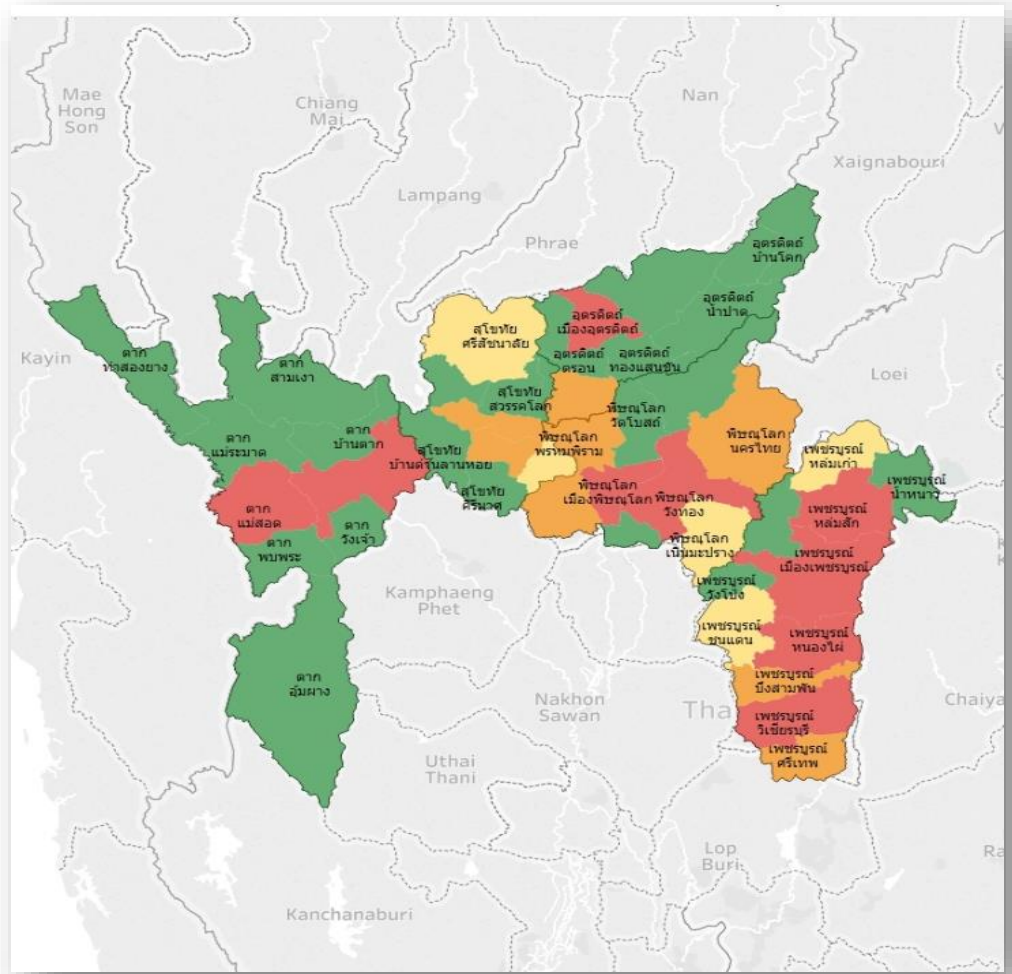 Mae
Hong
Son
Chiang
Mai
Nan
Xaignabouri
Lampang
Phrae
Kayin
Loei
อุตรดิตถ์
บ้านโคก
อุตรดิตถ์
น้ำปาด
อุตรดิตถ์
เมืองอุตรดิตถ์
สุโขทัย
ศรีสัชนาลัย
ตาก
ท่าสองยาง
ตาก
สามเงา
อุตรดิตถ์
ตรอน
อุตรดิตถ์
ทองแสนขัน
สุโขทัย
สวรรคโลก
พิษณุโลก
วัดโบสถ์
ตาก
แม่ระมาด
ตาก
บ้านตาก
สุโขทัย
บ้านด่านลานหอย
พิษณุโลก
พรหมพิราม
พิษณุโลก
นครไทย
เพชรบูรณ์
หล่มเก่า
เพชรบูรณ์
น้ำหนาว
สุโขทัย
คีรีมาศ
พิษณุโลก
เมืองพิษณุโลก
พิษณุโลก
วังทอง
เพชรบูรณ์
หล่มสัก
ตาก
แม่สอด
ตาก
วังเจ้า
ตาก
พบพระ
พิษณุโลก
เนินมะปราง
เพชรบูรณ์
เมืองเพชรบูรณ์
เพชรบูรณ์
วังโป่ง
Kamphaeng
Phet
เพชรบูรณ์
ชนแดน
เพชรบูรณ์
หนองไผ่
ตาก
อุ้มผาง
เพชรบูรณ์
บึงสามพัน
Nakhon
Sawan
Tha
Chaiya
เพชรบูรณ์
วิเชียรบุรี
เพชรบูรณ์
ศรีเทพ
Uthai
Thani
Lop
Buri
Ra
Kanchanaburi